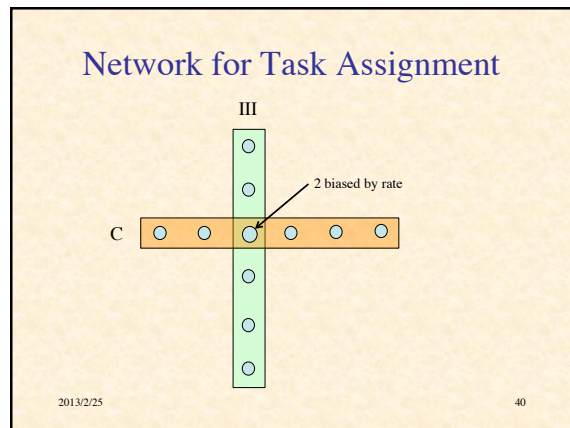 Network for Task Assignment
III
2 biased by rate
C
2013/2/25
40